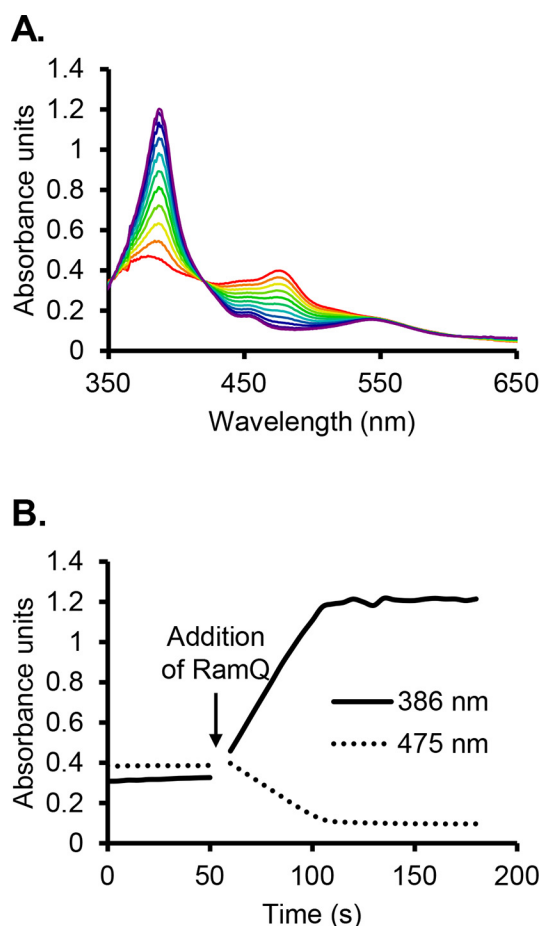 A.
1.4
1.2
1
0.8
0.6
0.4
0.2
0
Absorbance units
350
450
550
650
Wavelength (nm)
B.
1.4
1.2
1
0.8
0.6
0.4
0.2
0
Absorbance units
Addition
of RamQ
386 nm
475 nm
0
50
100
150
200
Time (s)